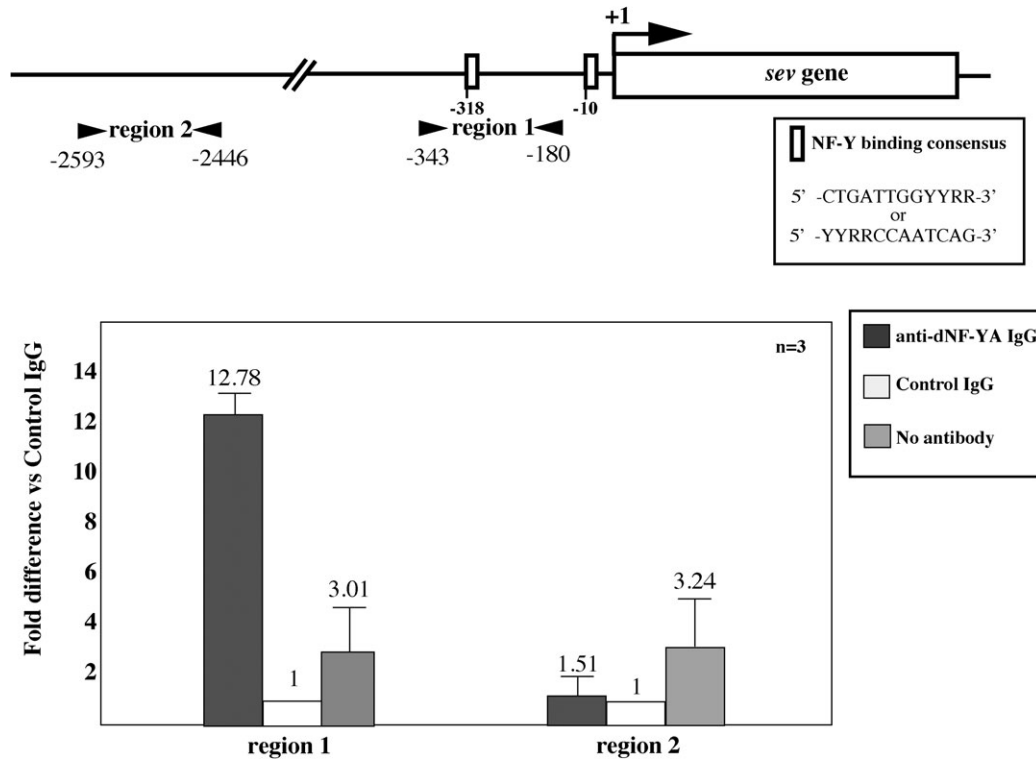 +1
sev gene
-318
-10
region 2
region 1
-2593
-2446
-343
-180
NF-Y binding consensus
5' -CTGATTGGYYRR-3'
or
5' -YYRRCCAATCAG-3'
Fold difference vs Control IgG
14
12
10
8
6
4
2
n=3
12.78
1
3.01
1.51
1
3.24
region 1
region 2
anti-dNF-YA IgG
Control IgG
No antibody